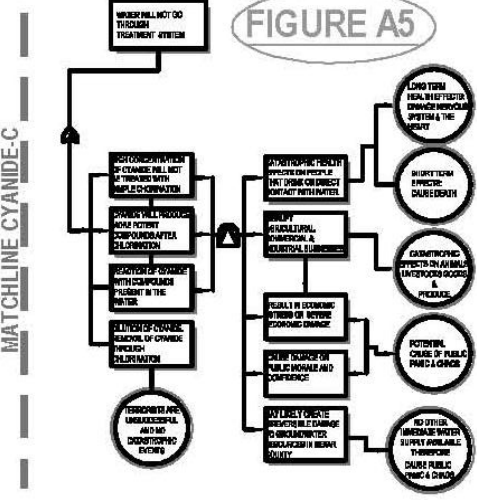 MATCHLINE CYANIDE-C
FIGURE A5
WATER WILL NOT GO
THROUGH
TREATMENT SYSTEM
HIGH CONCENTRATION
OF CYANIDE WILL NOT
BE TREATED WITH
SIMPLE CHLORINATION
CYANIDE WILL PRODUCE
MORE POTENT
COMPOUNDS AFTER
CHLORINATION
REACTION OF CYANIDE
WITH COMPOUNDS
PRESENT IN THE
WATER
DILUTION OF CYANIDE,
REMOVAL OF CYANIDE
THROUGH
CHLORINATION
TERRORISTS ARE
UNSUCCESSFUL
AND NO
CATASTROPHIC
EVENTS
CATASTROPHIC HEALTH
EFFECTS ON PEOPLE
THAT DRINK OR DIRECT
CONTACT WITH WATER.
DISRUPT
AGRICULTURAL,
COMMERCIAL &
INDUSTRIAL BUSINESSES
RESULT IN ECONOMIC
STRESS OR SEVERE
ECONOMIC DAMAGE.
CAUSE DAMAGE ON
PUBLIC MORALE AND
CONFIDENCE
MAY LIKELY CREATE
IRREVERSIBLE DAMAGE
TO GROUNDWATER
RESOURCES IN BEXAR
COUNTY
LONG TERM
HEALTH EFFECTS:
DAMAGE NERVOUS
SYSTEM & THE
HEART
SHORT TERM
EFFECTS:
CAUSE DEATH
CATASTROPHIC
EFFECTS ON ANIMALS
LIVESTOCKS GOODS,
&
PRODUCE
POTENTIAL
CAUSE OF PUBLIC
PANIC & CHAOS
NO OTHER
IMMEDIATE WATER
SUPPLY AVAILABLE
THEREFORE
CAUSE PUBLIC
PANIC & CHAOS